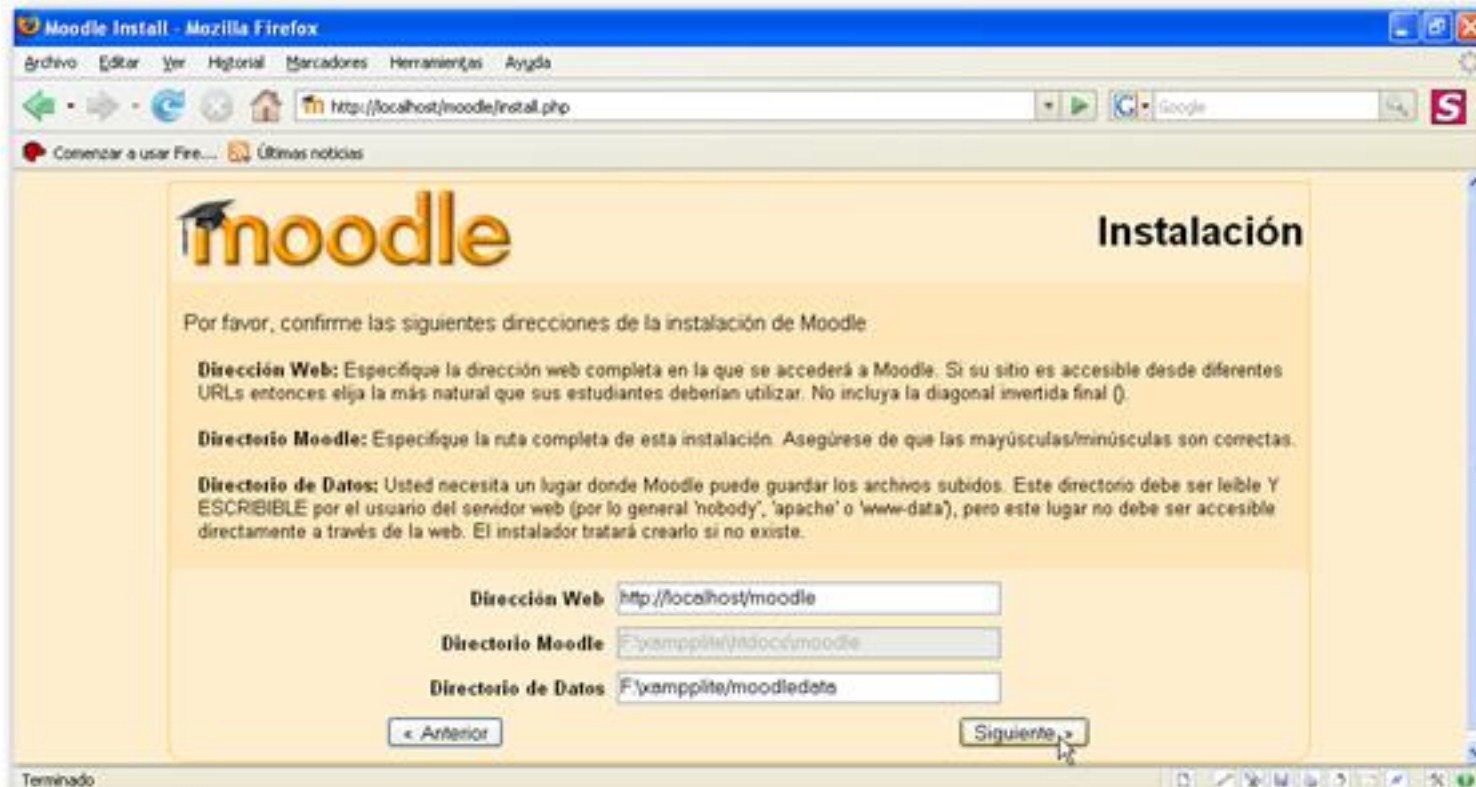 Moodle Install - Mozilla Firefox
Archivo Editar Ver Historial Marcadores Herramientas Ayuda
http://localhost/moodle/install.php
Google
S
Comenzar a usar Fire... Últimas noticias
moodle
Instalación
Por favor, confirme las siguientes direcciones de la instalación de Moodle
Dirección Web: Especifique la dirección web completa en la que se accederá a Moodle. Si su sitio es accesible desde diferentes
URLs entonces elija la más natural que sus estudiantes deberían utilizar. No incluya la diagonal invertida final ().
Directorio Moodle: Especifique la ruta completa de esta instalación. Asegúrese de que las mayúsculas/minúsculas son correctas.
Directorio de Datos: Usted necesita un lugar donde Moodle puede guardar los archivos subidos. Este directorio debe ser leíble Y
ESCRIBIBLE por el usuario del servidor web (por lo general 'nobody', 'apache' o 'www-data'), pero este lugar no debe ser accesible
directamente a través de la web. El instalador tratará crearlo si no existe.
Dirección Web http://localhost/moodle
Directorio Moodle F:\xampplite\htdocs\moodle
Directorio de Datos F:\xampplite/moodledata
« Anterior
Siguiente »
Terminado